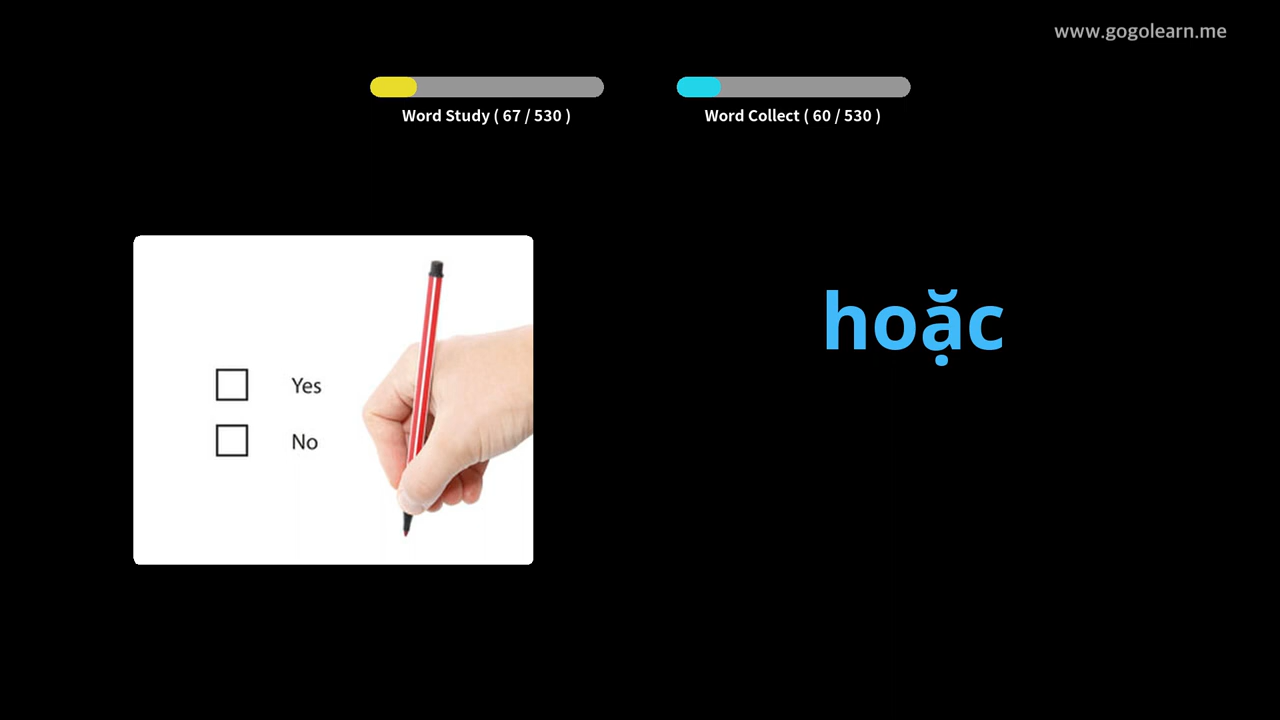 www.gogolearn.me
Word Study ( 67 / 530 )
Word Collect ( 60 / 530 )
Yes
No
hoặc